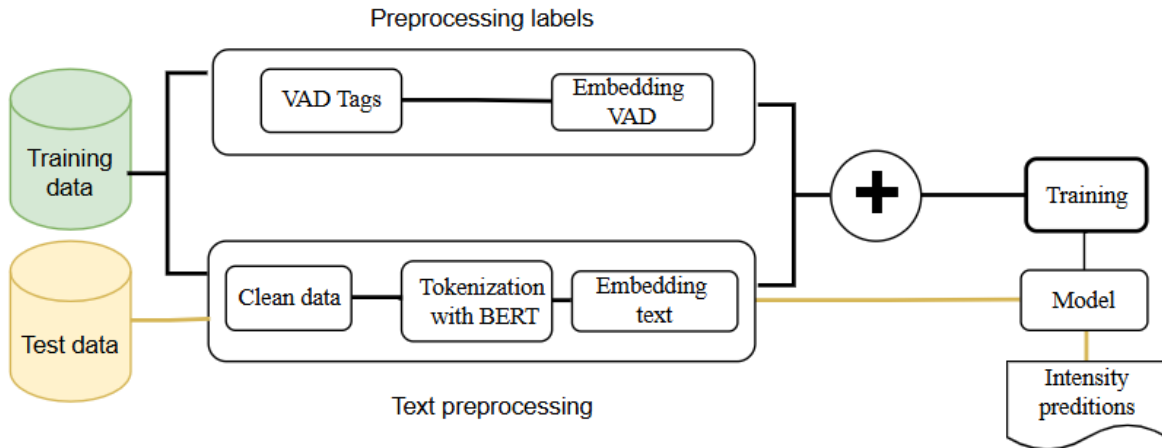 Preprocessing labels
VAD Tags
Embedding
VAD
Training
data
Training
Clean data
Tokenization
with BERT
Embedding
text
Model
Test data
Intensity
preditions
Text preprocessing